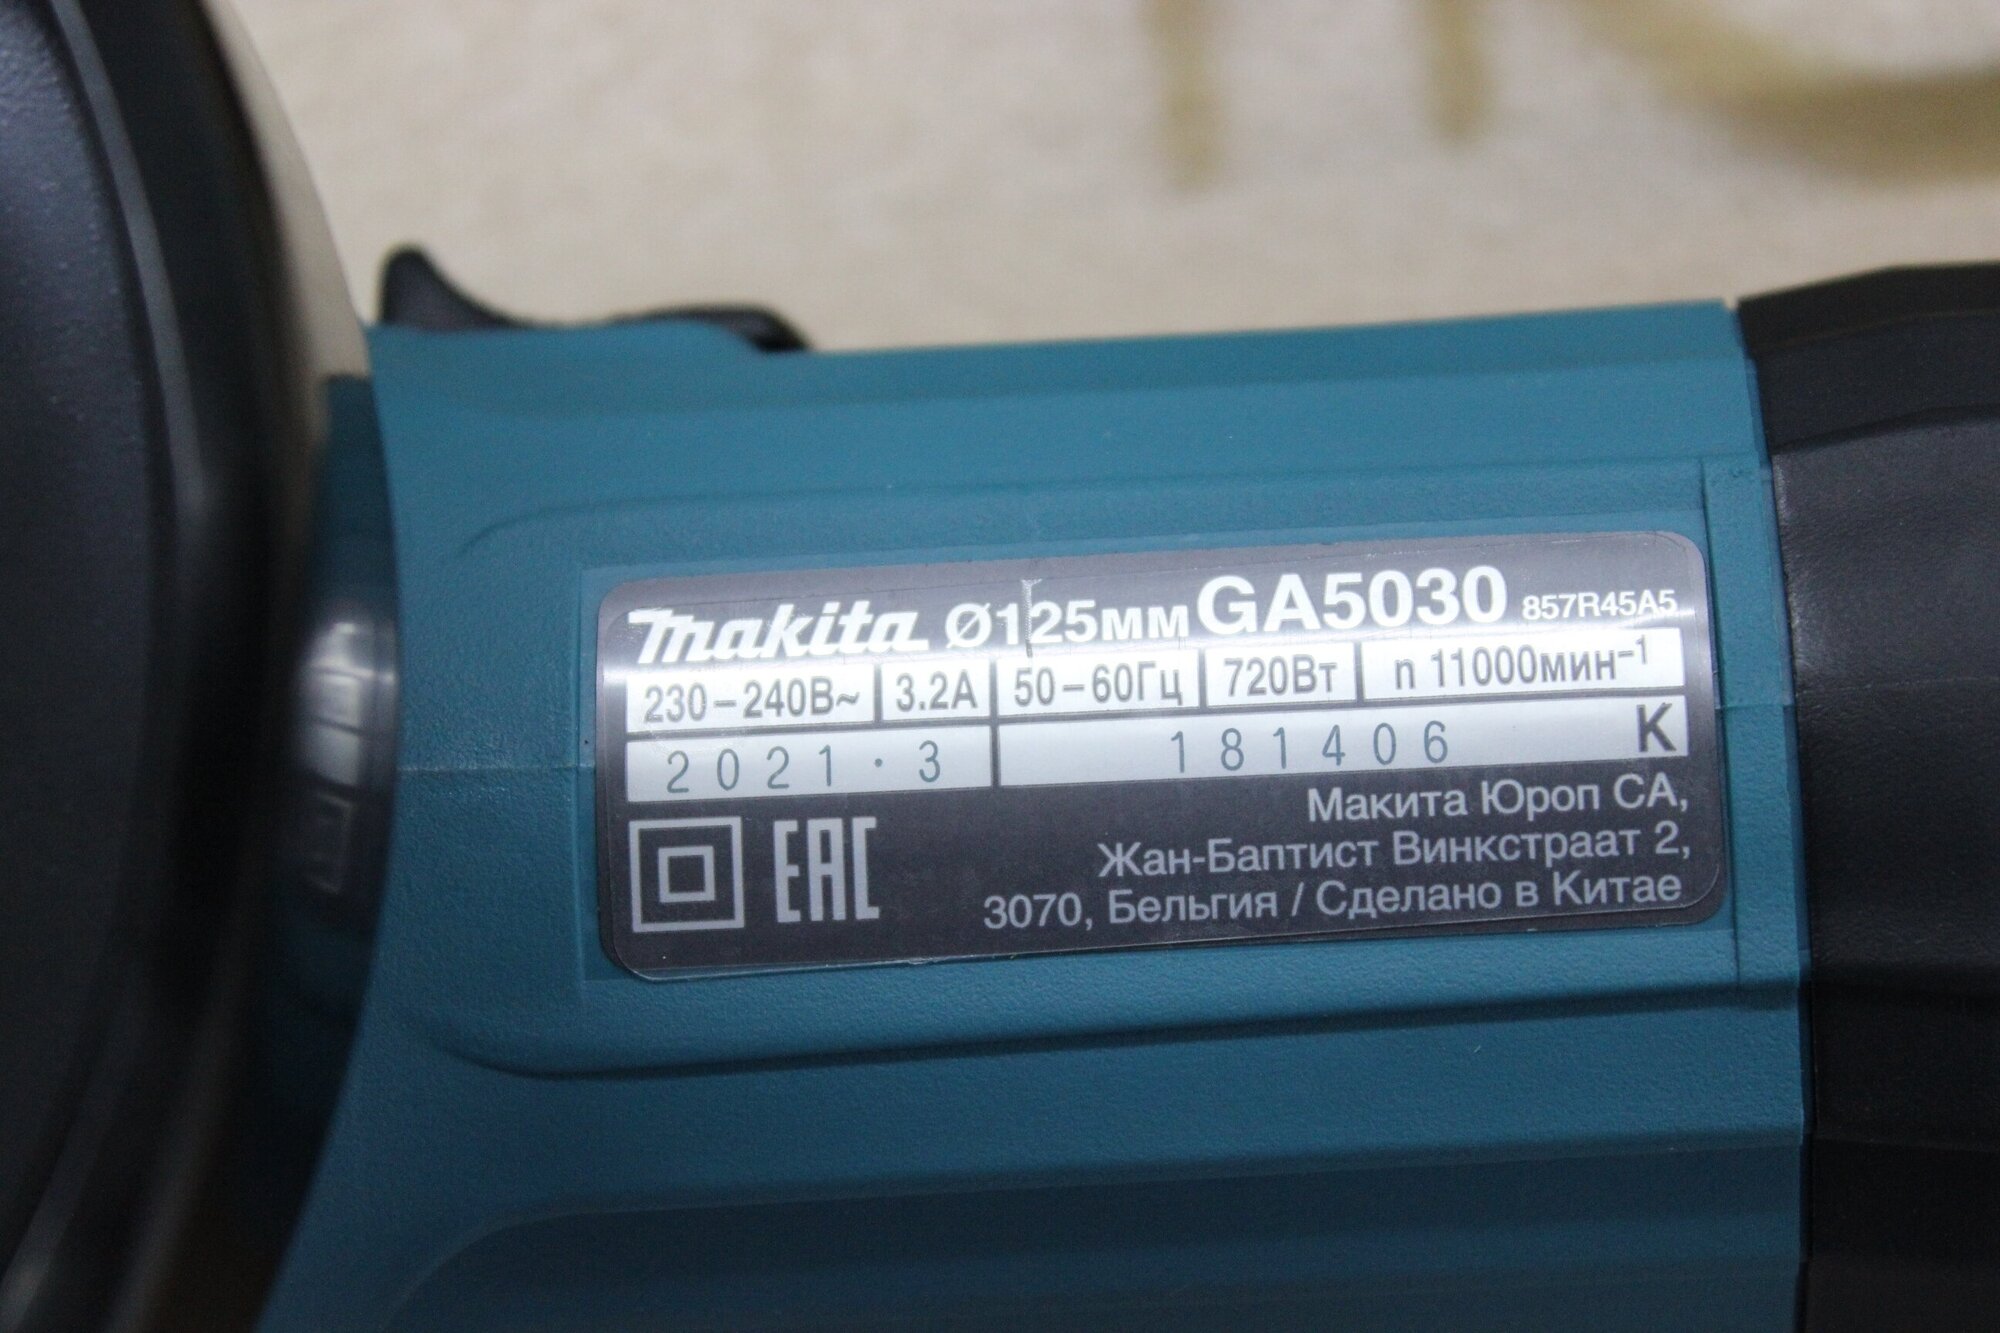 makita Ø125мм GA5030 857R45A5
230–240В~ 3.2А 50–60Гц 720Вт n 11000мин⁻¹
2021.3 181406 K
EAC
Макита Юроп СА,
Жан-Баптист Винкстраат 2,
3070, Бельгия / Сделано в Китае